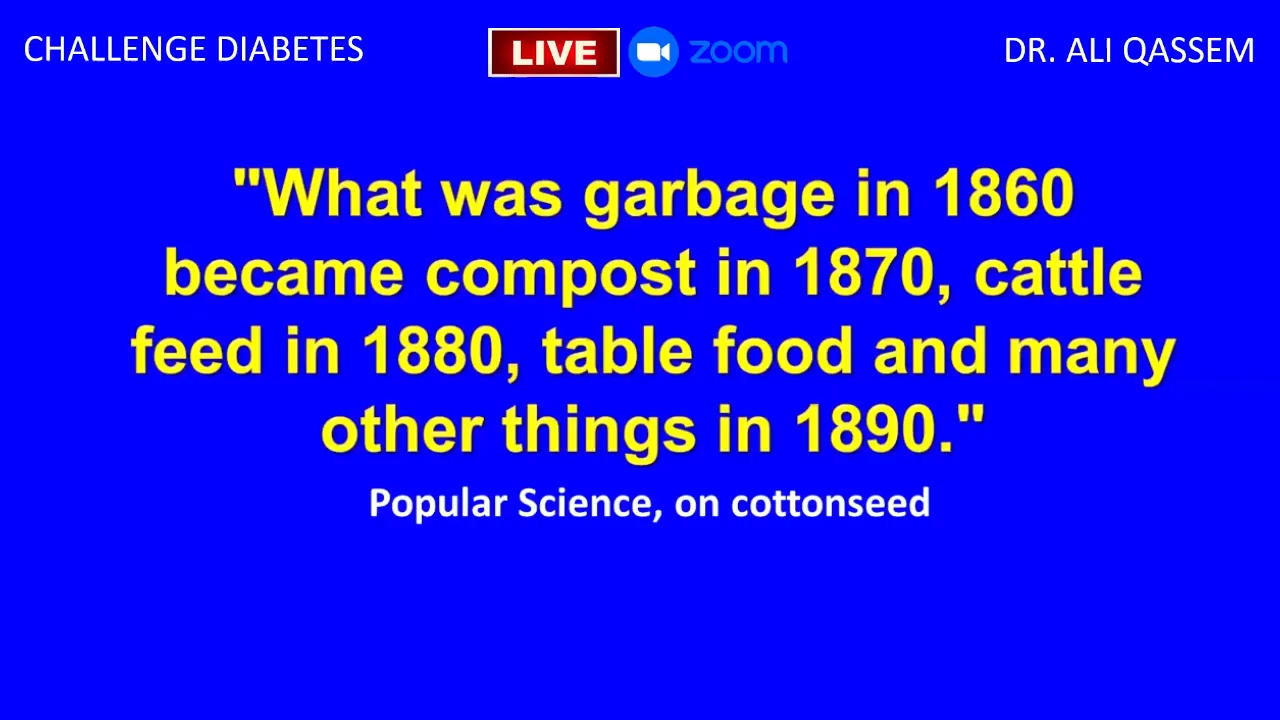 CHALLENGE DIABETES
LIVE zoom
DR. ALI QASSEM
"What was garbage in 1860
became compost in 1870, cattle
feed in 1880, table food and many
other things in 1890."
Popular Science, on cottonseed